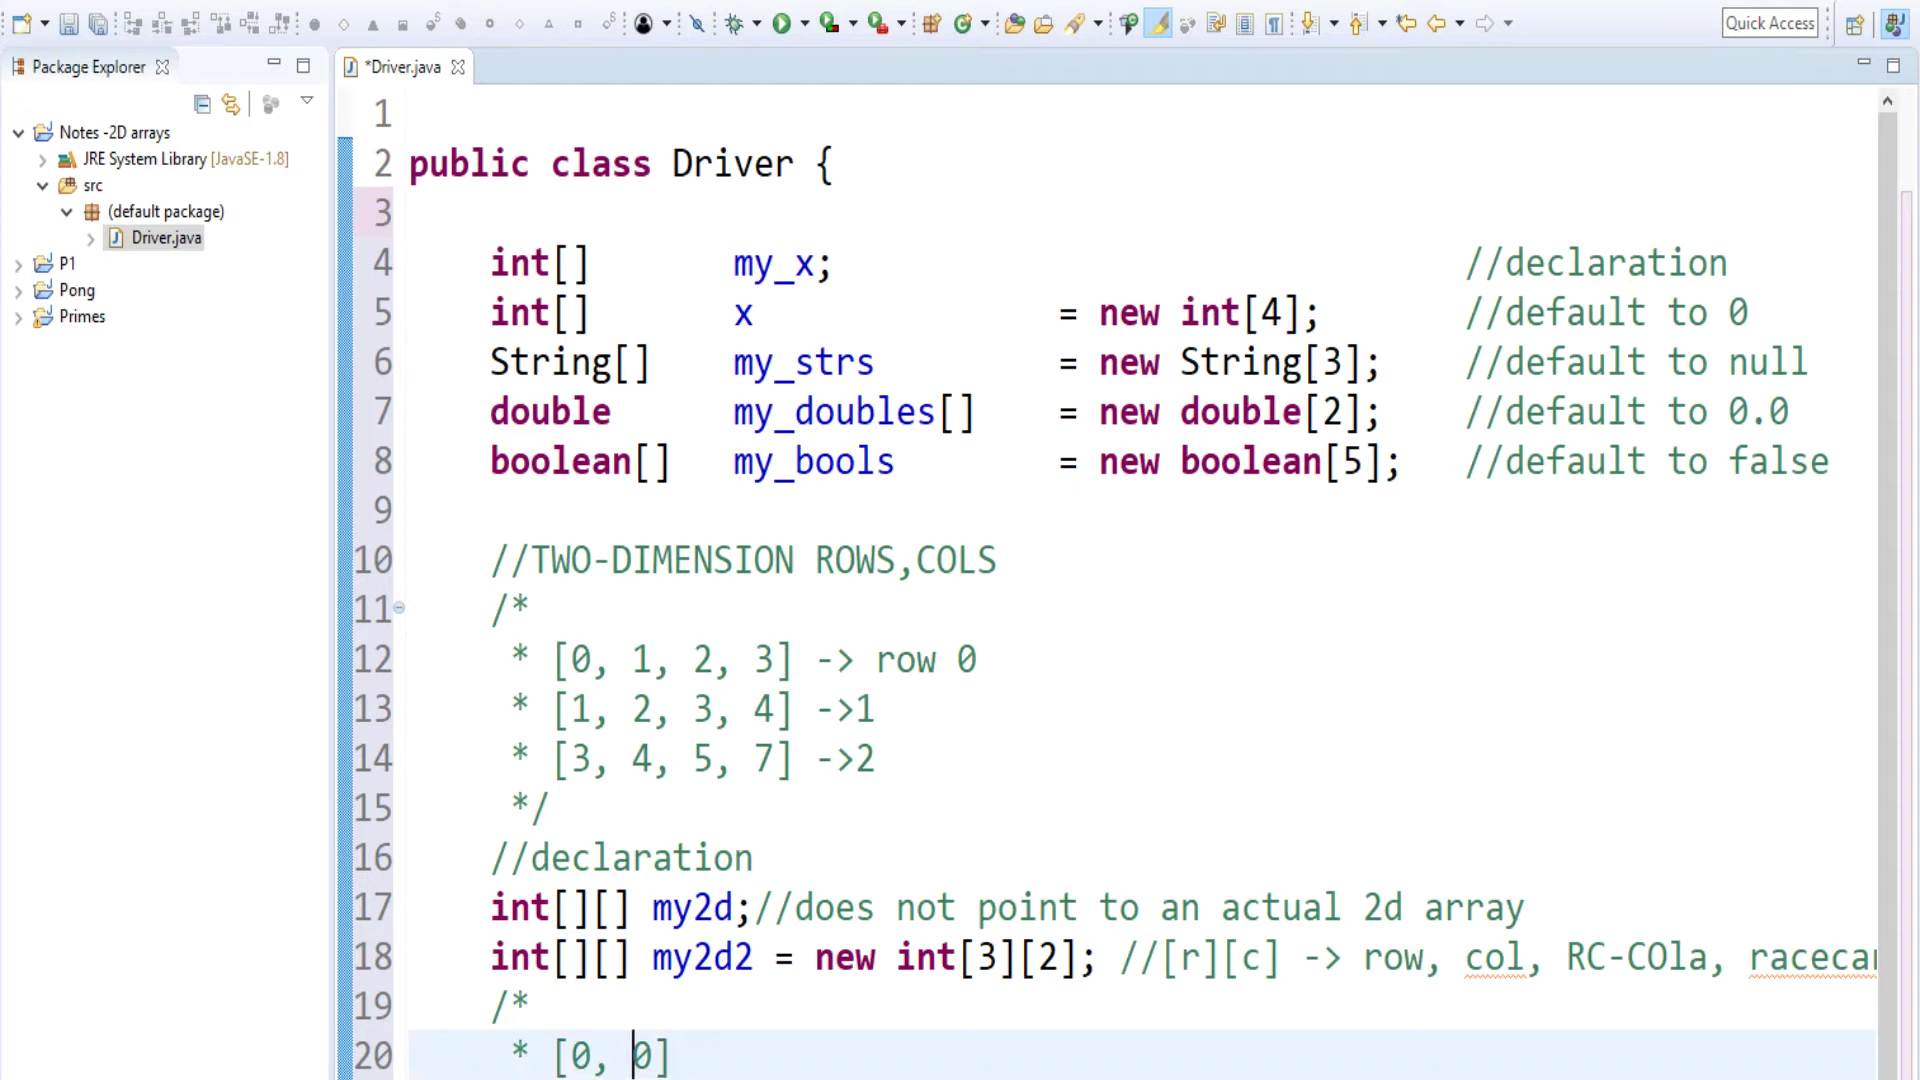 Quick Access
Package Explorer
*Driver.java
Notes -2D arrays
JRE System Library [JavaSE-1.8]
src
(default package)
Driver.java
P1
Pong
Primes
1
2 public class Driver {
3
4 int[] my_x; //declaration
5 int[] x = new int[4]; //default to 0
6 String[] my_strs = new String[3]; //default to null
7 double my_doubles[] = new double[2]; //default to 0.0
8 boolean[] my_bools = new boolean[5]; //default to false
9
10 //TWO-DIMENSION ROWS,COLS
11 /*
12 * [0, 1, 2, 3] -> row 0
13 * [1, 2, 3, 4] ->1
14 * [3, 4, 5, 7] ->2
15 */
16 //declaration
17 int[][] my2d;//does not point to an actual 2d array
18 int[][] my2d2 = new int[3][2]; //[r][c] -> row, col, RC-COla,
19 /*
20 * [0, 0]